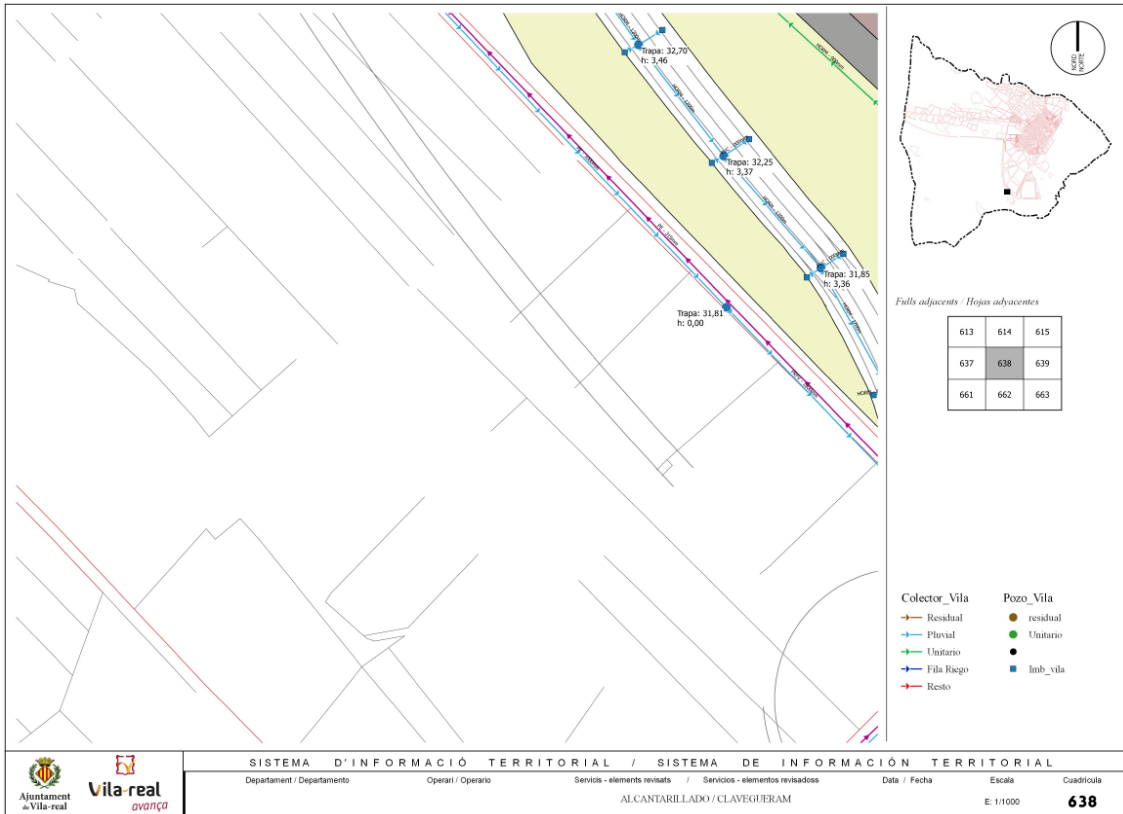 Trapa: 32,70
h: 3,46
Trapa: 32,25
h: 3,37
Trapa: 31,85
h: 3,36
Trapa: 31,81
h: 0,00
NORD
NORTE
Fulls adjacents / Hojas adyacentes
613 614 615
637 638 639
661 662 663
Colector_Vila Pozo_Vila
Residual residual
Pluvial Unitario
Unitario
Fila Riego Imb_vila
Resto
SISTEMA D'INFORMACIÓ TERRITORIAL / SISTEMA DE INFORMACIÓN TERRITORIAL
Departament / Departamento Operari / Operario Servicis - elements revisats / Servicios - elementos revisadoss Data / Fecha Escala Cuadrícula
ALCANTARILLADO / CLAVEGUERAM E: 1/1000 638
Ajuntament
de Vila-real
Vila-real
avança